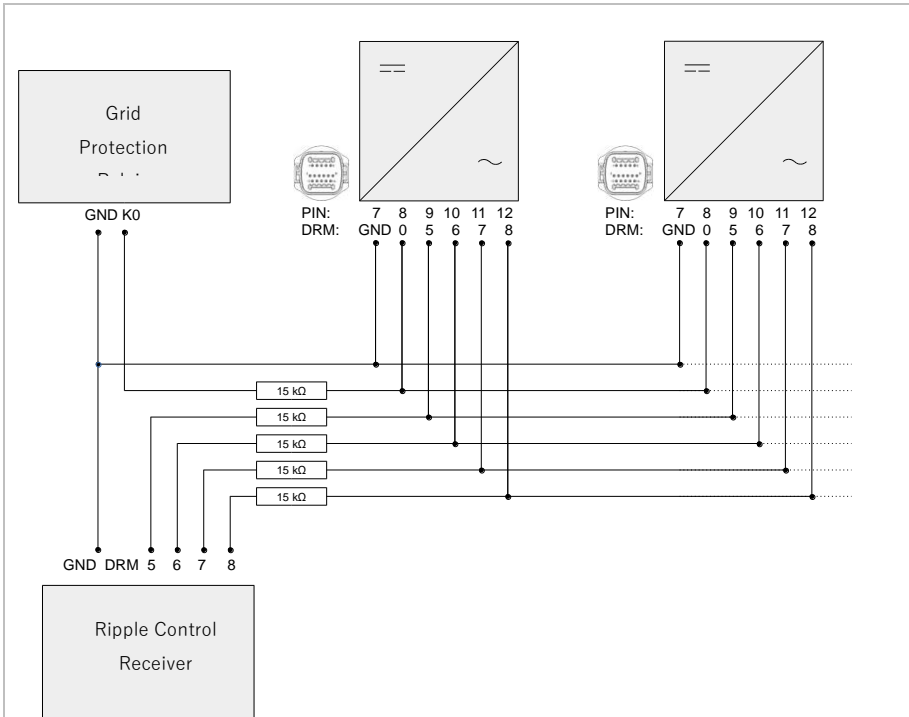 Grid
Protection
GND K0
PIN: 7 8 9 10 11 12
DRM: GND 0 5 6 7 8
PIN: 7 8 9 10 11 12
DRM: GND 0 5 6 7 8
15 kΩ
15 kΩ
15 kΩ
15 kΩ
15 kΩ
GND DRM 5 6 7 8
Ripple Control
Receiver